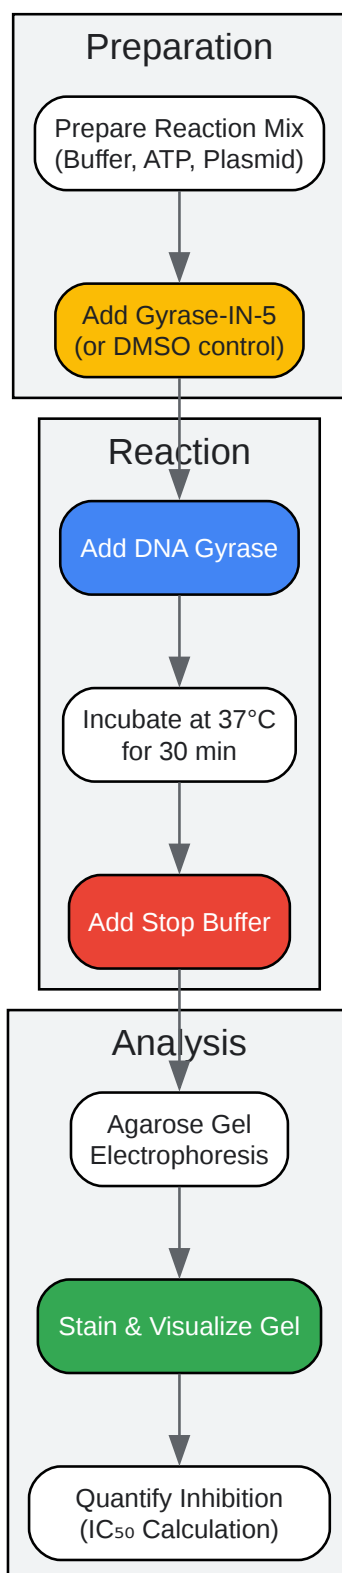 Preparation
Prepare Reaction Mix
(Buffer, ATP, Plasmid)
Add Gyrase-IN-5
(or DMSO control)
Reaction
Add DNA Gyrase
Incubate at 37°C
for 30 min
Add Stop Buffer
Analysis
Agarose Gel
Electrophoresis
Stain & Visualize Gel
Quantify Inhibition
(IC₅₀ Calculation)